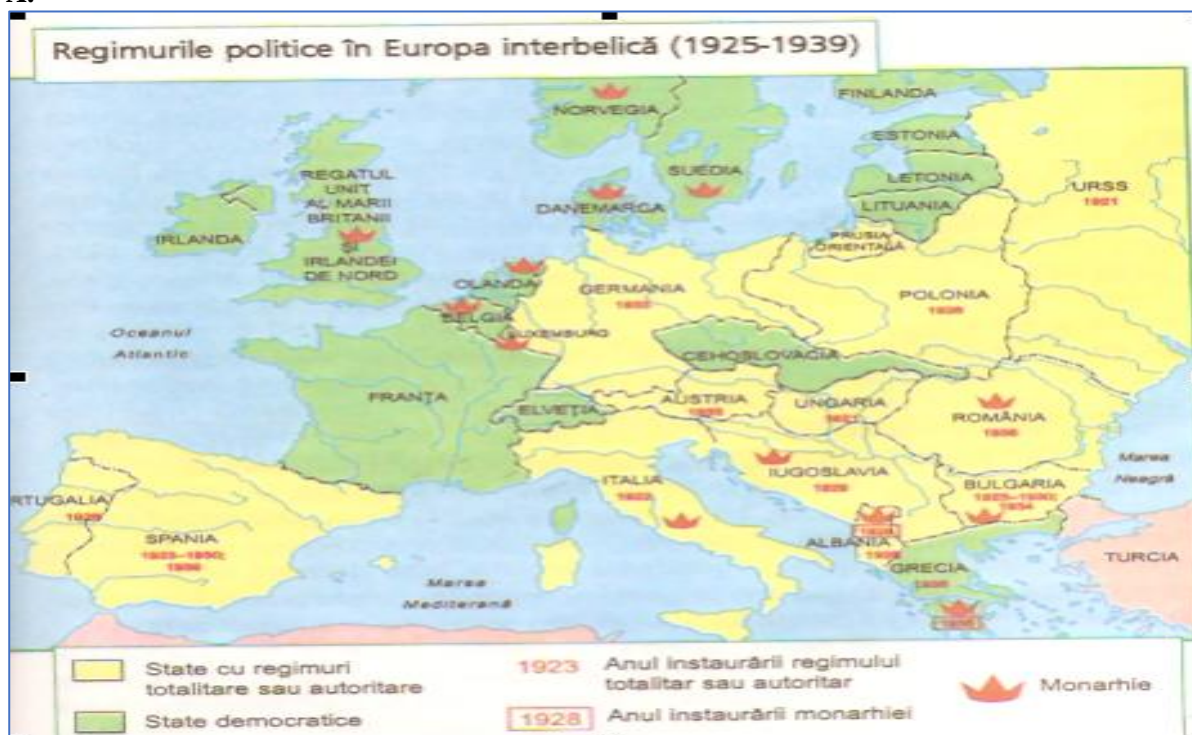 Regimurile politice în Europa interbelică (1925-1939)
NORVEGIA
FINLANDA
ESTONIA
SUEDIA
LETONIA
REGATUL
UNIT
AL MARII
BRITANII
ȘI
IRLANDEI
DE NORD
IRLANDA
DANEMARCA
LITUANIA
URSS
1921
PRUSIA
ORIENTALĂ
OLANDA
GERMANIA
POLONIA
BELGIA
LUXEMBURG
Oceanul
Atlantic
CEHOSLOVACIA
FRANȚA
ELVEȚIA
AUSTRIA
UNGARIA
ROMÂNIA
IUGOSLAVIA
1929
Marea
Neagră
ITALIA
1922
BULGARIA
RTUGALIA
SPANIA
ALBANIA
GRECIA
TURCIA
Marea
Mediterană
State cu regimuri
totalitare sau autoritare
1923
Anul instaurării regimului
totalitar sau autoritar
Monarhie
State democratice
1928
Anul instaurării monarhiei